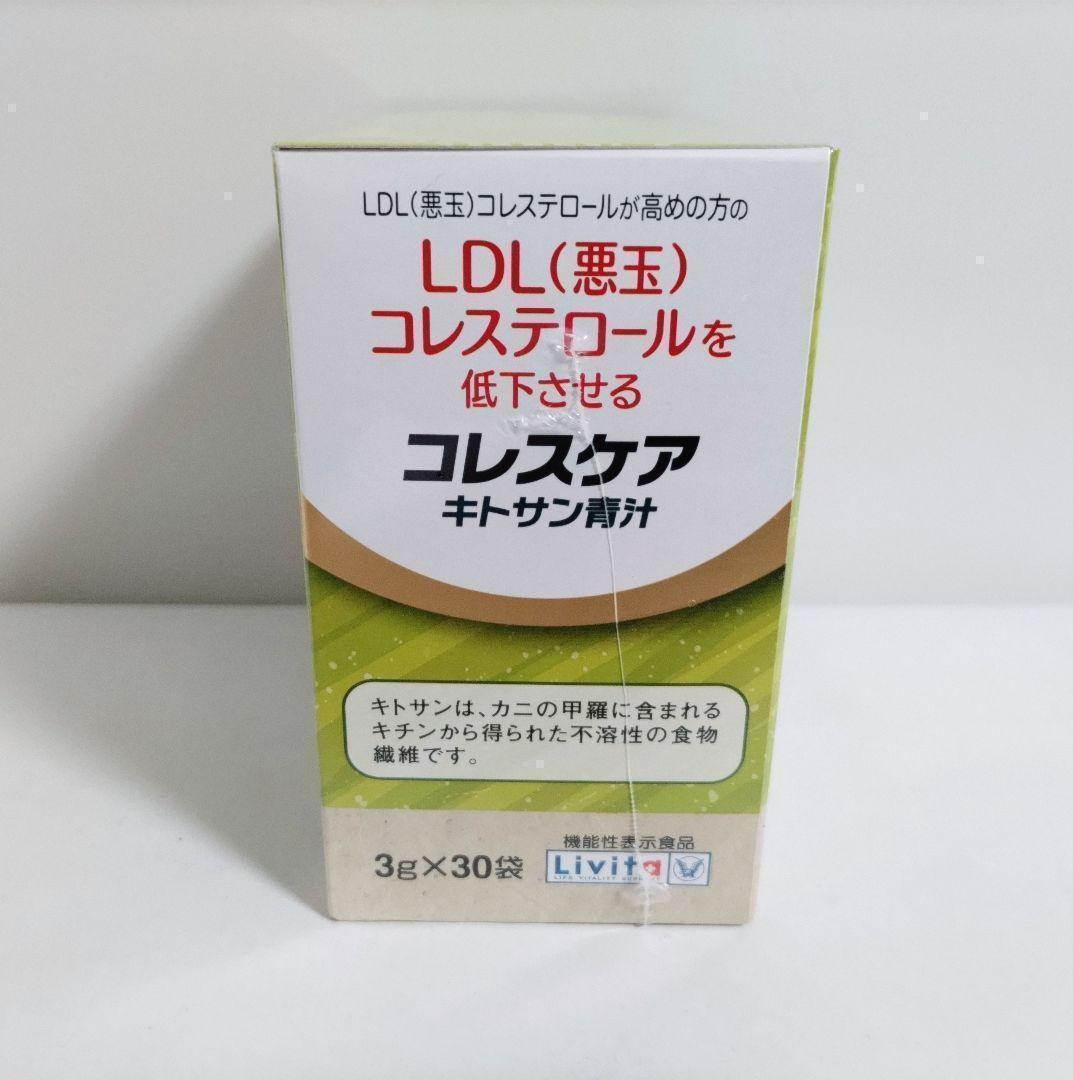 LDL(悪玉)コレステロールが高めの方の
LDL(悪玉)
コレステロールを
低下させる
コレスケア
キトサン青汁
キトサンは、カニの甲羅に含まれる
キチンから得られた不溶性の食物
繊維です。
機能性表示食品
3g×30袋
Livita